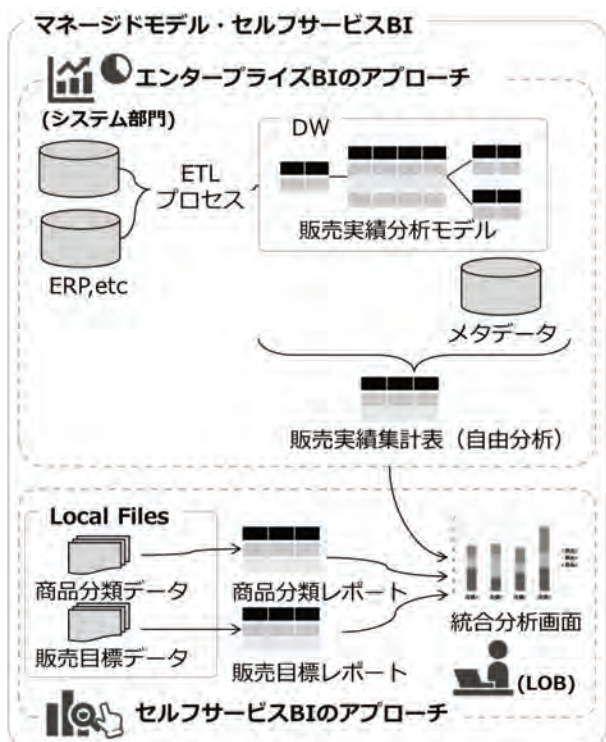 マネージドモデル・セルフサービスBI
エンタープライズBIのアプローチ
(システム部門)
DW
ETL
プロセス
販売実績分析モデル
ERP,etc
メタデータ
販売実績集計表（自由分析）
Local Files
商品分類データ
商品分類レポート
販売目標データ
販売目標レポート
統合分析画面
(LOB)
セルフサービスBIのアプローチ